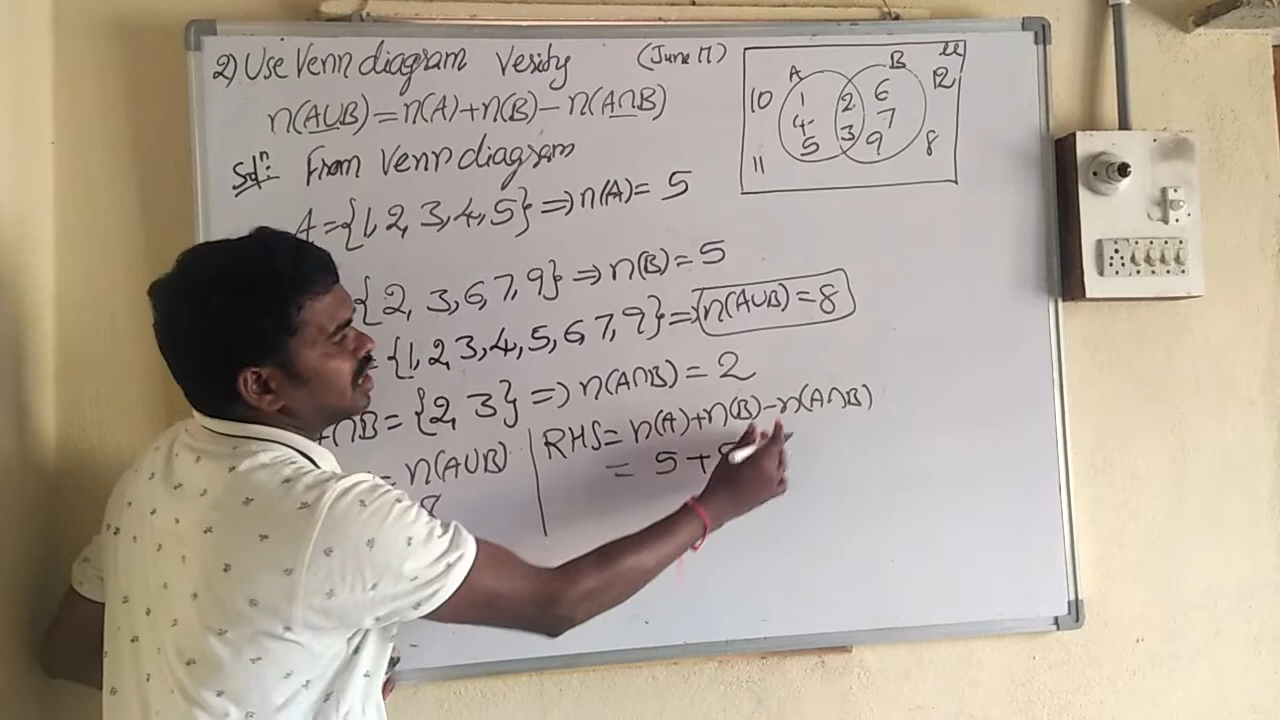 2) Use Venn diagram Verify (June 17)
n(A∪B)=n(A)+n(B)-n(A∩B)
Solⁿ: From Venn diagram
A={1,2,3,4,5} ⇒ n(A)= 5
{2,3,6,7,9} ⇒ n(B)=5
{1,2,3,4,5,6,7,9} ⇒ n(A∪B)=8
∩B={2,3} ⇒ n(A∩B)=2
= n(A∪B)
8
RHS= n(A)+n(B)-n(A∩B)
= 5+
A B
10 1 2 6 12
4 3 7
11 5 9 8